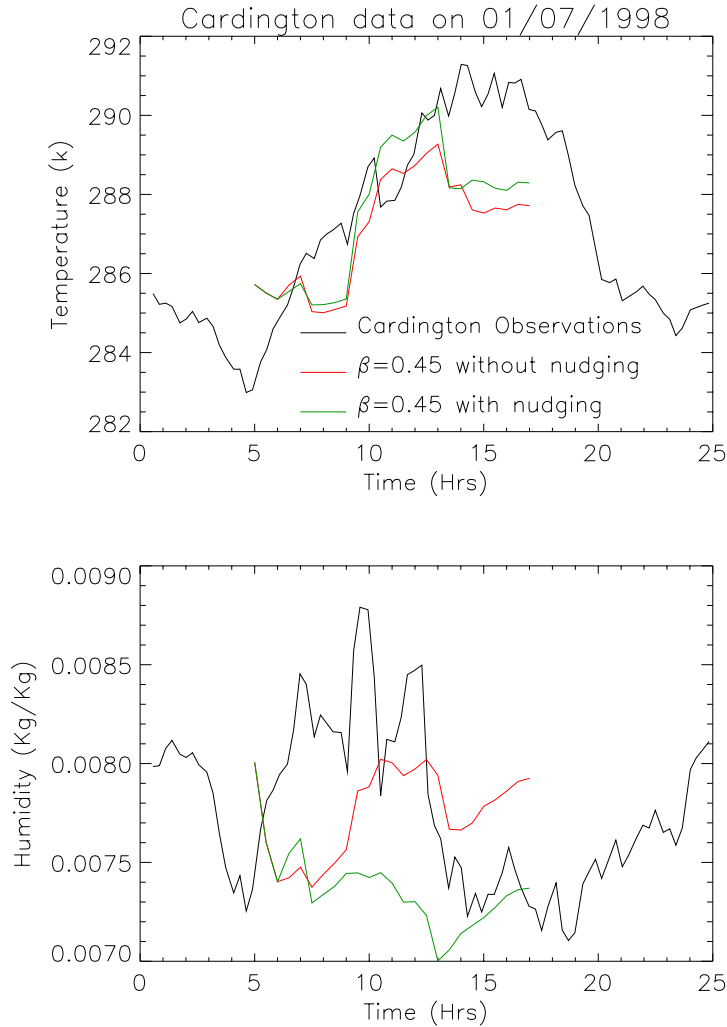 Cardington data on 01/07/1998
292
290
288
286
284
282
Temperature (k)
Cardington Observations
β=0.45 without nudging
β=0.45 with nudging
0 5 10 15 20 25
Time (Hrs)
0.0090
0.0085
0.0080
0.0075
0.0070
Humidity (Kg/Kg)
0 5 10 15 20 25
Time (Hrs)